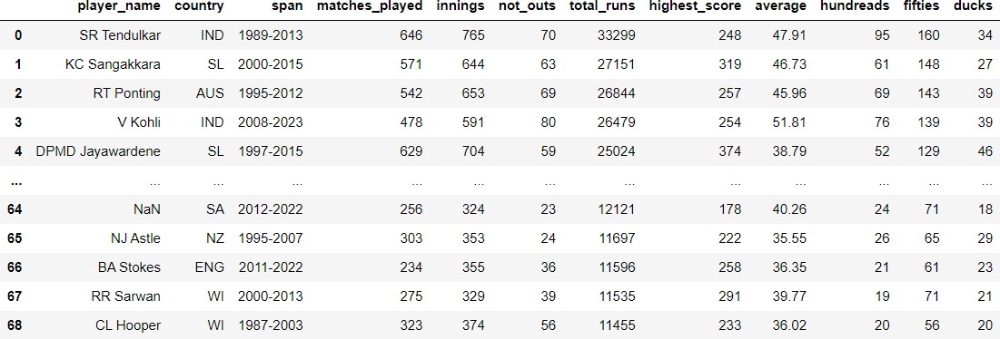 player_name country span matches_played innings not_outs total_runs highest_score average hundreads fifties ducks
0 SR Tendulkar IND 1989-2013 646 765 70 33299 248 47.91 95 160 34
1 KC Sangakkara SL 2000-2015 571 644 63 27151 319 46.73 61 148 27
2 RT Ponting AUS 1995-2012 542 653 69 26844 257 45.96 69 143 39
3 V Kohli IND 2008-2023 478 591 80 26479 254 51.81 76 139 39
4 DPMD Jayawardene SL 1997-2015 629 704 59 25024 374 38.79 52 129 46
... ... ... ... ... ... ... ... ... ... ... ... ...
64 NaN SA 2012-2022 256 324 23 12121 178 40.26 24 71 18
65 NJ Astle NZ 1995-2007 303 353 24 11697 222 35.55 26 65 29
66 BA Stokes ENG 2011-2022 234 355 36 11596 258 36.35 21 61 23
67 RR Sarwan WI 2000-2013 275 329 39 11535 291 39.77 19 71 21
68 CL Hooper WI 1987-2003 323 374 56 11455 233 36.02 20 56 20